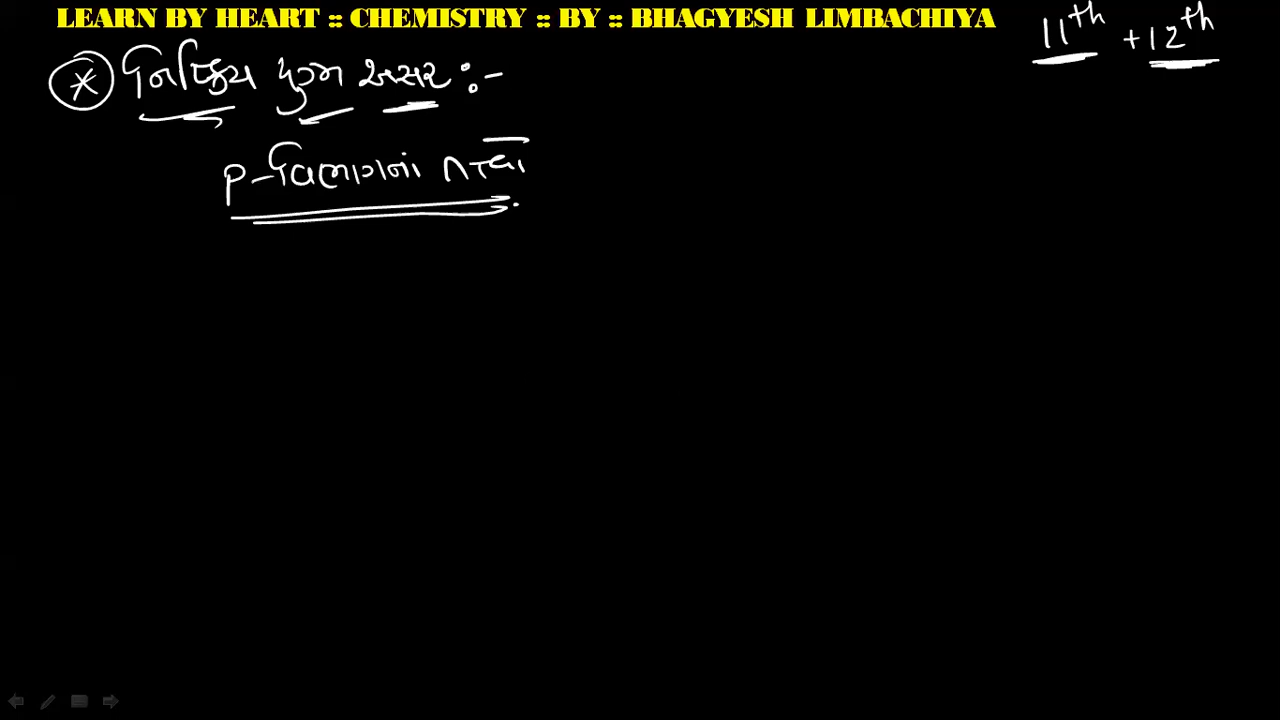 LEARN BY HEART :: CHEMISTRY :: BY :: BHAGYESH LIMBACHIYA
11th + 12th
* નિષ્ક્રિય યુગ્મ અસર :-
p-વિભાગના તત્વો